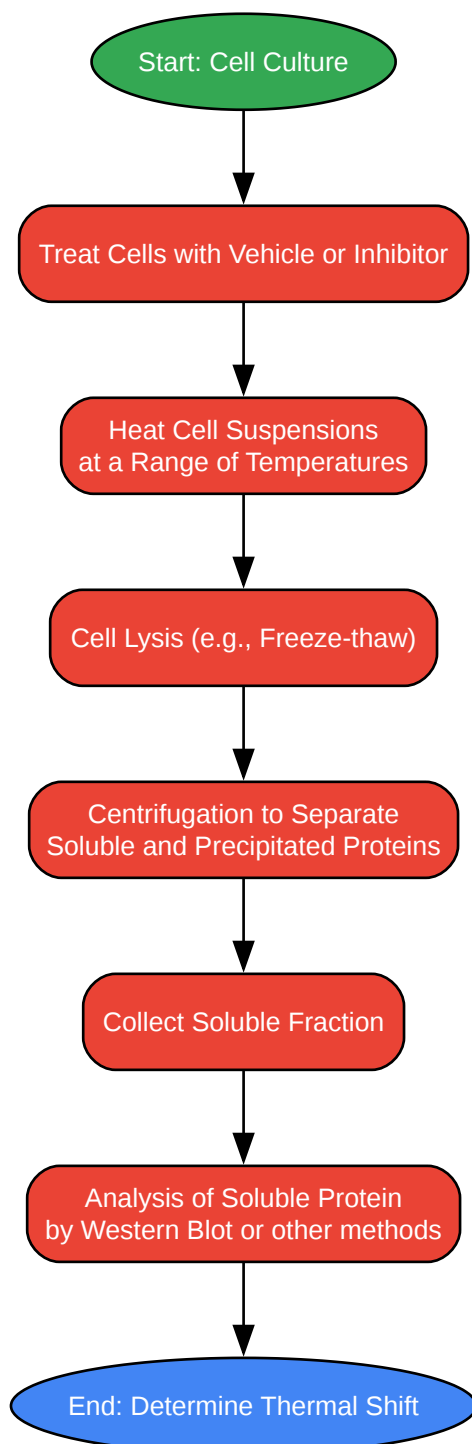 Start: Cell Culture
Treat Cells with Vehicle or Inhibitor
Heat Cell Suspensions
at a Range of Temperatures
Cell Lysis (e.g., Freeze-thaw)
Centrifugation to Separate
Soluble and Precipitated Proteins
Collect Soluble Fraction
Analysis of Soluble Protein
by Western Blot or other methods
End: Determine Thermal Shift